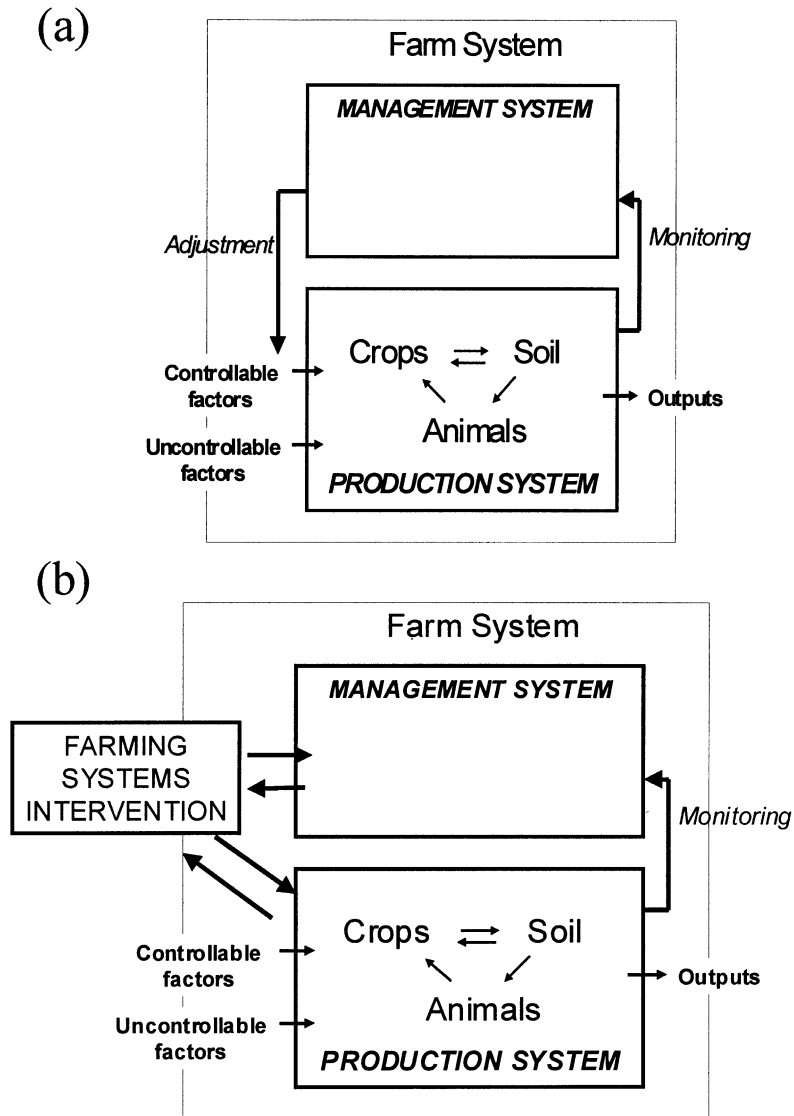 (a)
Farm System
MANAGEMENT SYSTEM
Adjustment
Monitoring
Crops
Soil
Controllable
factors
Outputs
Animals
Uncontrollable
factors
PRODUCTION SYSTEM
(b)
Farm System
MANAGEMENT SYSTEM
FARMING
SYSTEMS
INTERVENTION
Monitoring
Crops
Soil
Controllable
factors
Outputs
Animals
Uncontrollable
factors
PRODUCTION SYSTEM